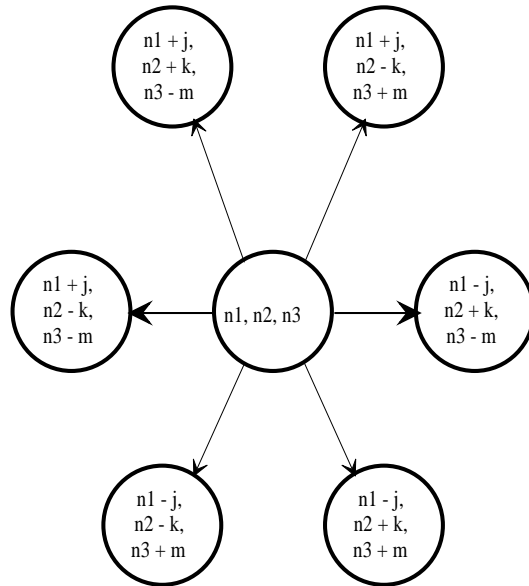 n1 + j,
n2 + k,
n3 - m
n1 + j,
n2 - k,
n3 + m
n1 + j,
n2 - k,
n3 - m
n1, n2, n3
n1 - j,
n2 + k,
n3 - m
n1 - j,
n2 - k,
n3 + m
n1 - j,
n2 + k,
n3 + m